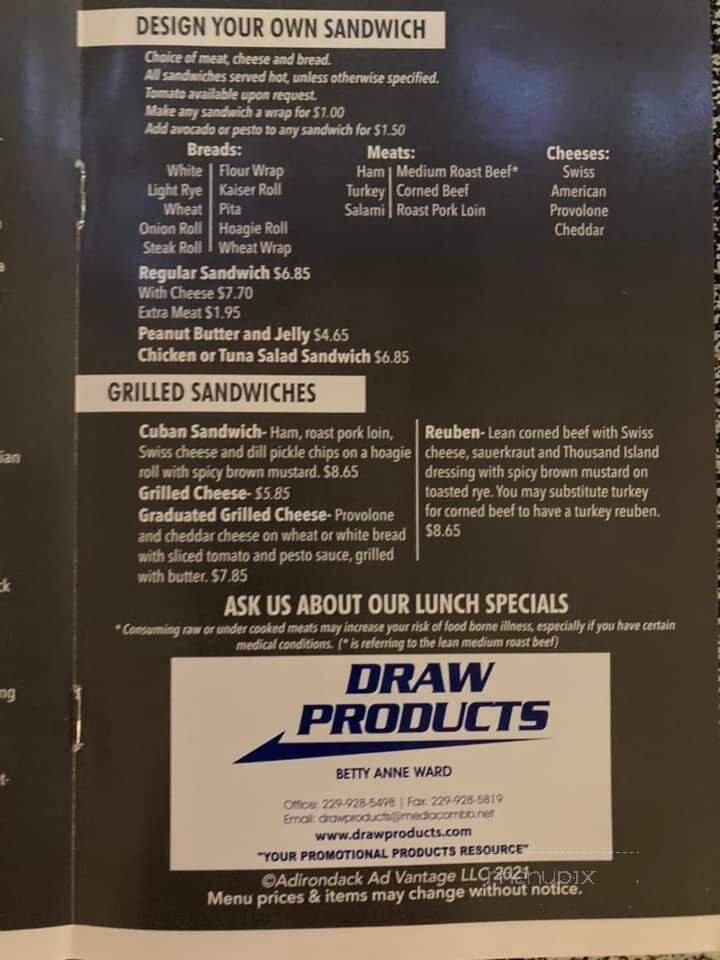 DESIGN YOUR OWN SANDWICH
Choice of meat, cheese and bread.
All sandwiches served hot, unless otherwise specified.
Tomato available upon request.
Make any sandwich a wrap for $1.00
Add avocado or pesto to any sandwich for $1.50
Breads:
White | Flour Wrap
Light Rye | Kaiser Roll
Wheat | Pita
Onion Roll | Hoagie Roll
Steak Roll | Wheat Wrap
Meats:
Ham | Medium Roast Beef*
Turkey | Corned Beef
Salami | Roast Pork Loin
Cheeses:
Swiss
American
Provolone
Cheddar
Regular Sandwich $6.85
With Cheese $7.70
Extra Meat $1.95
Peanut Butter and Jelly $4.65
Chicken or Tuna Salad Sandwich $6.85
GRILLED SANDWICHES
Cuban Sandwich- Ham, roast pork loin,
Swiss cheese and dill pickle chips on a hoagie
roll with spicy brown mustard. $8.65
Grilled Cheese- $5.85
Graduated Grilled Cheese- Provolone
and cheddar cheese on wheat or white bread
with sliced tomato and pesto sauce, grilled
with butter. $7.85
Reuben- Lean corned beef with Swiss
cheese, sauerkraut and Thousand Island
dressing with spicy brown mustard on
toasted rye. You may substitute turkey
for corned beef to have a turkey reuben.
$8.65
ASK US ABOUT OUR LUNCH SPECIALS
* Consuming raw or under cooked meats may increase your risk of food borne illness, especially if you have certain
medical conditions. (* is referring to the lean medium roast beef)
DRAW
PRODUCTS
BETTY ANNE WARD
Office: 229-928-5498 | Fax: 229-928-5819
Email: drawproducts@mediacombb.net
www.drawproducts.com
"YOUR PROMOTIONAL PRODUCTS RESOURCE"
©Adirondack Ad Vantage LLC 2021
menupix
Menu prices & items may change without notice.